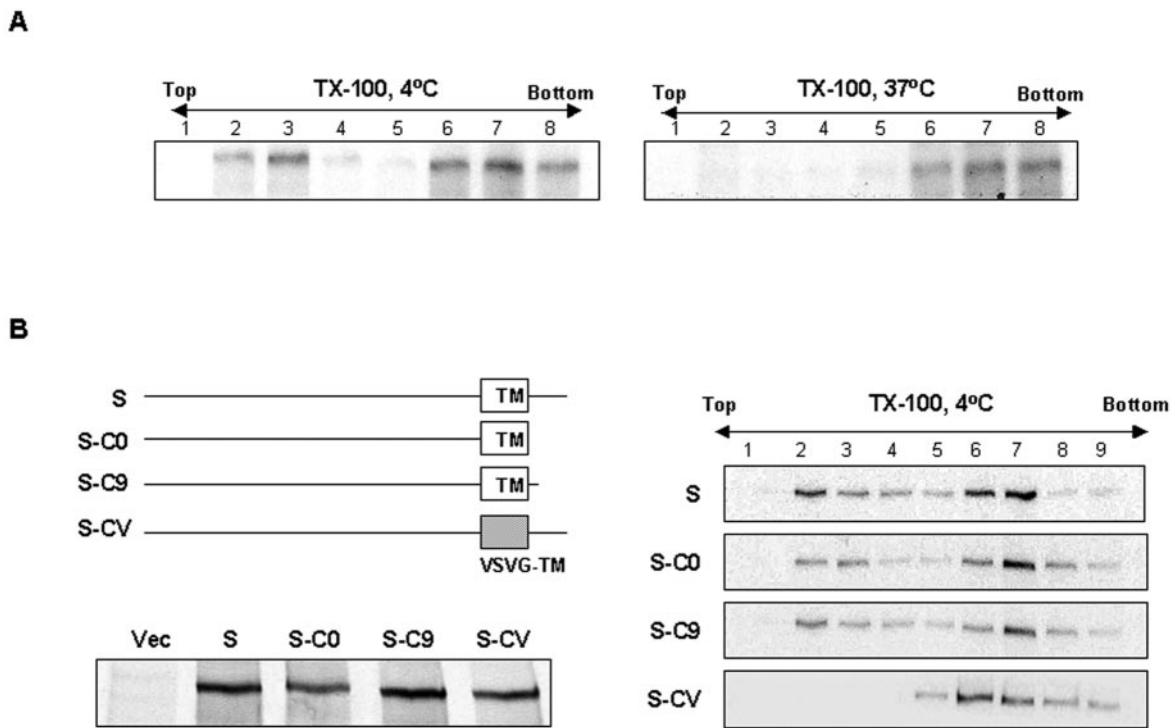 A
TX-100, 4ºC
Top Bottom
1 2 3 4 5 6 7 8
TX-100, 37ºC
Top Bottom
1 2 3 4 5 6 7 8
B
S TM
S-C0 TM
S-C9 TM
S-CV
VSVG-TM
Vec S S-C0 S-C9 S-CV
Top TX-100, 4ºC Bottom
1 2 3 4 5 6 7 8 9
S
S-C0
S-C9
S-CV